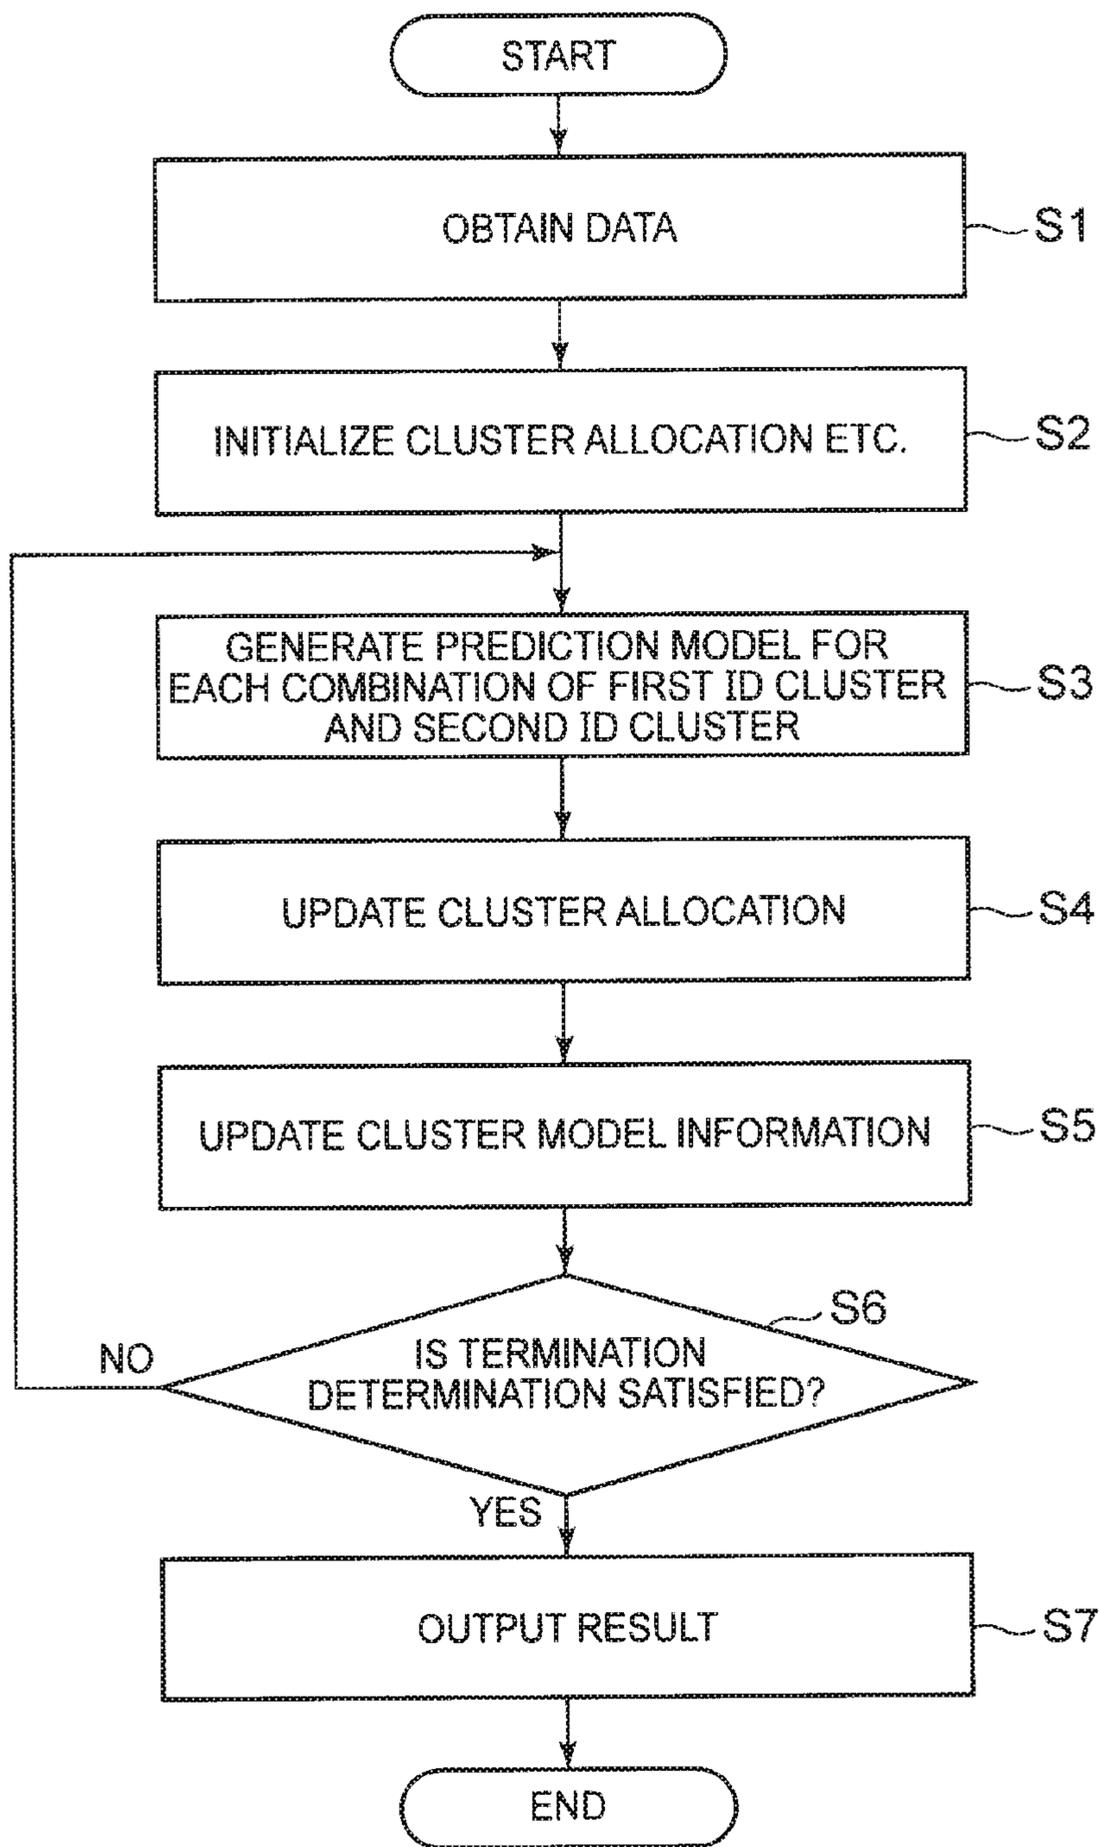 START
OBTAIN DATA
S1
INITIALIZE CLUSTER ALLOCATION ETC.
S2
GENERATE PREDICTION MODEL FOR
EACH COMBINATION OF FIRST ID CLUSTER
AND SECOND ID CLUSTER
S3
UPDATE CLUSTER ALLOCATION
S4
UPDATE CLUSTER MODEL INFORMATION
S5
S6
IS TERMINATION
DETERMINATION SATISFIED?
NO
YES
OUTPUT RESULT
S7
END